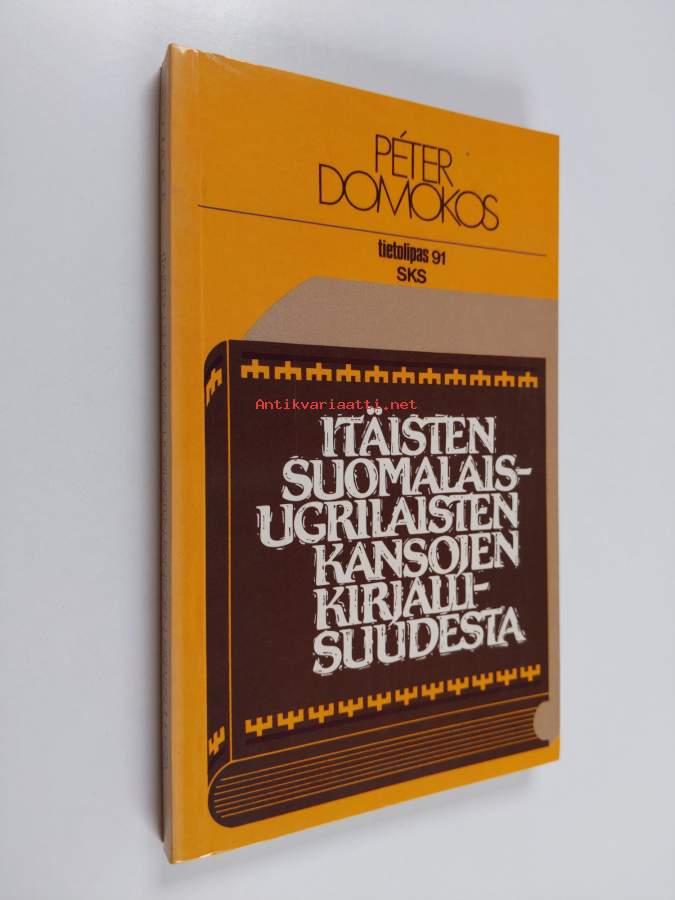 PÉTER
DOMOKOS
tietolipas 91
SKS
Antikvariaatti.net
ITÄISTEN
SUOMALAIS-
UGRILAISTEN
KANSOJEN
KIRJALLI-
SUUDESTA